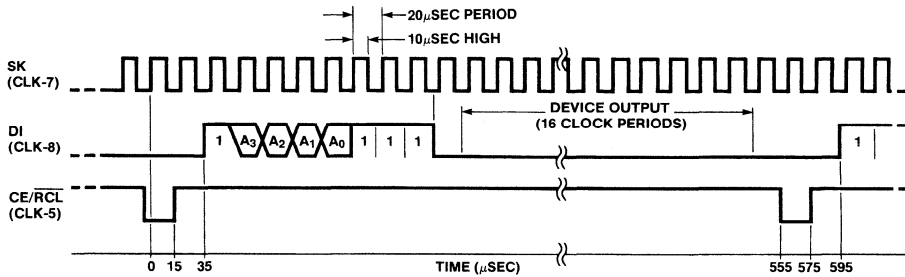 20μSEC PERIOD
10μSEC HIGH
SK
(CLK-7)
DEVICE OUTPUT
(16 CLOCK PERIODS)
DI
(CLK-8)
1 A3 A2 A1 A0 1 1 1 1
CE/RCL
(CLK-5)
0 15 35 TIME (μSEC) 555 575 595